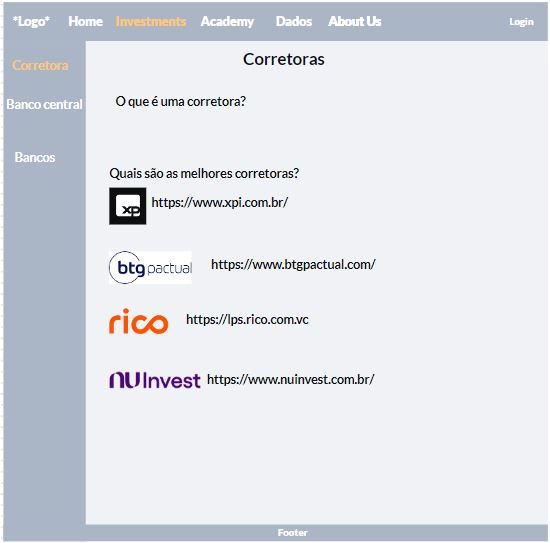 *Logo* Home Investments Academy Dados About Us Login
Corretora
Banco central
Bancos
Corretoras
O que é uma corretora?
Quais são as melhores corretoras?
xp https://www.xpi.com.br/
btg pactual https://www.btgpactual.com/
rico https://lps.rico.com.vc
nuInvest https://www.nuinvest.com.br/
Footer